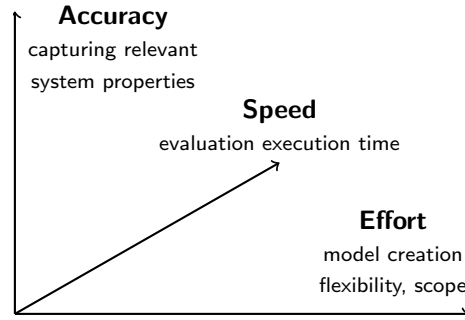 Accuracy
capturing relevant
system properties
Speed
evaluation execution time
Effort
model creation
flexibility, scope